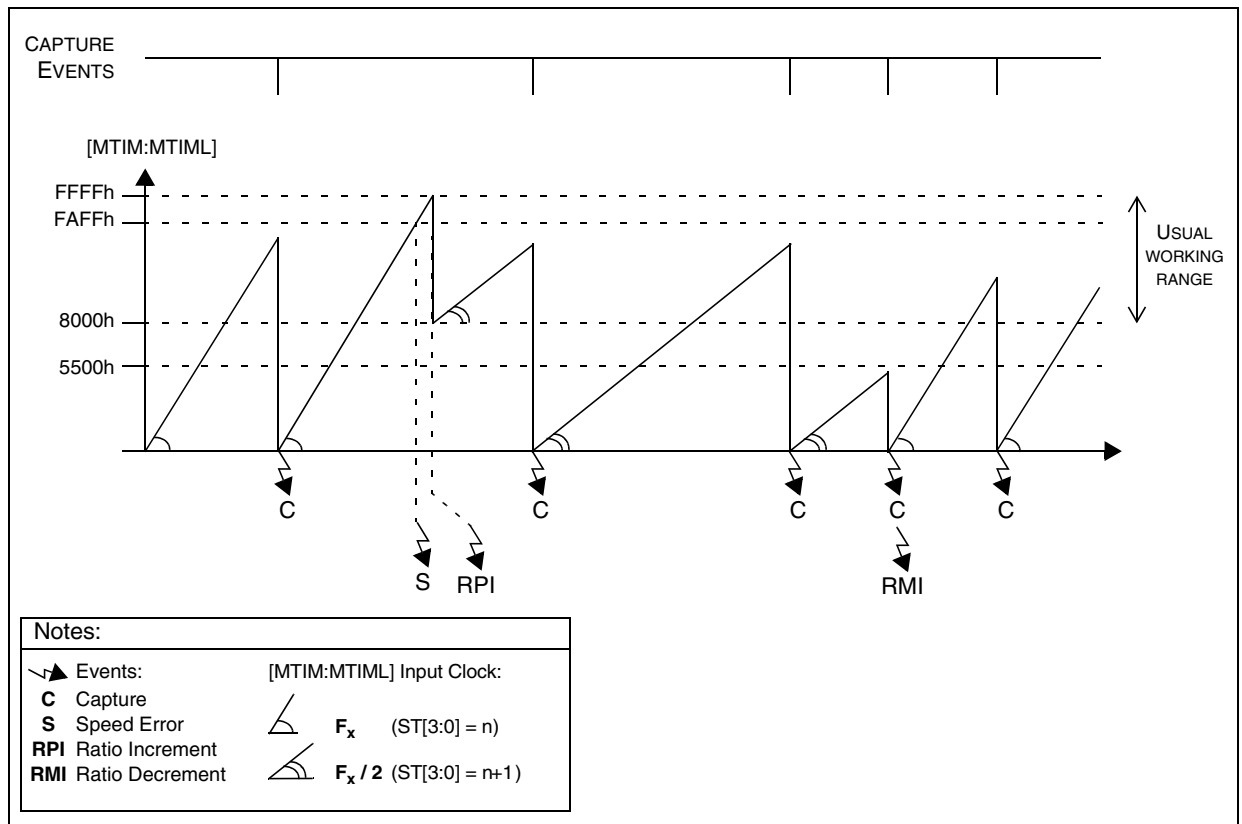 CAPTURE
EVENTS
[MTIM:MTIML]
FFFFh
FAFFh
USUAL
WORKING
RANGE
8000h
5500h
C
C
C
C
C
S
RPI
RMI
Notes:
Events:
[MTIM:MTIML] Input Clock:
C Capture
S Speed Error
Fx (ST[3:0] = n)
RPI Ratio Increment
RMI Ratio Decrement
Fx / 2 (ST[3:0] = n+1)